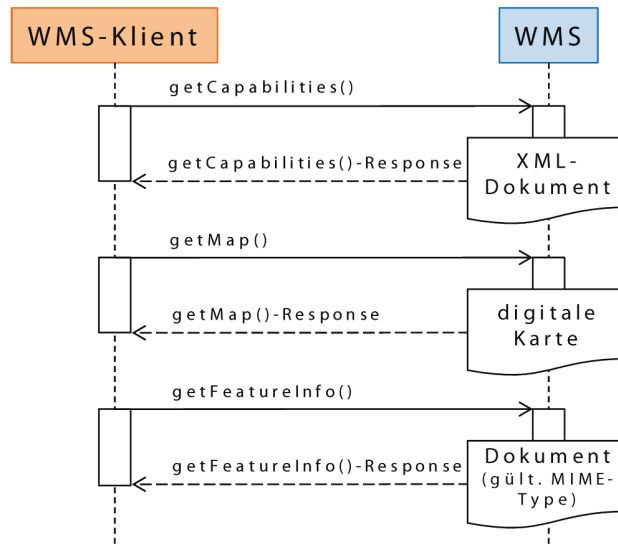 WMS-Klient
WMS
getCapabilities()
getCapabilities()-Response
XML-
Dokument
getMap()
getMap()-Response
digitale
Karte
getFeatureInfo()
getFeatureInfo()-Response
Dokument
(gült. MIME-
Type)